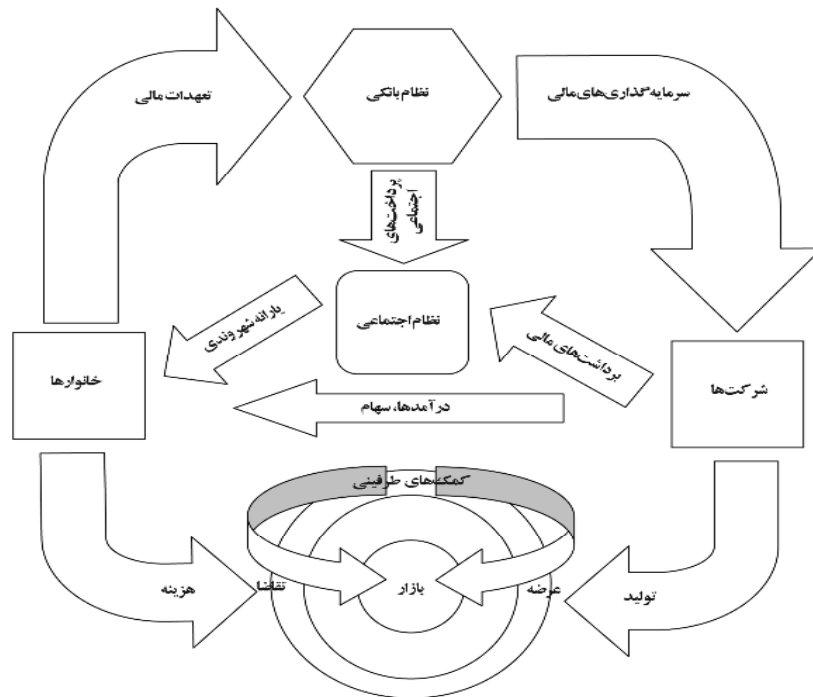 نظام بانکی
سرمایه‌گذاری‌های مالی
تعهدات مالی
پرداخت‌های
اجتماعی
نظام اجتماعی
یارانه شهروندی
برداشت‌های مالی
خانوارها
شرکت‌ها
درآمدها، سهام
کمک‌های طرفینی
بازار
عرضه
تقاضا
تولید
هزینه